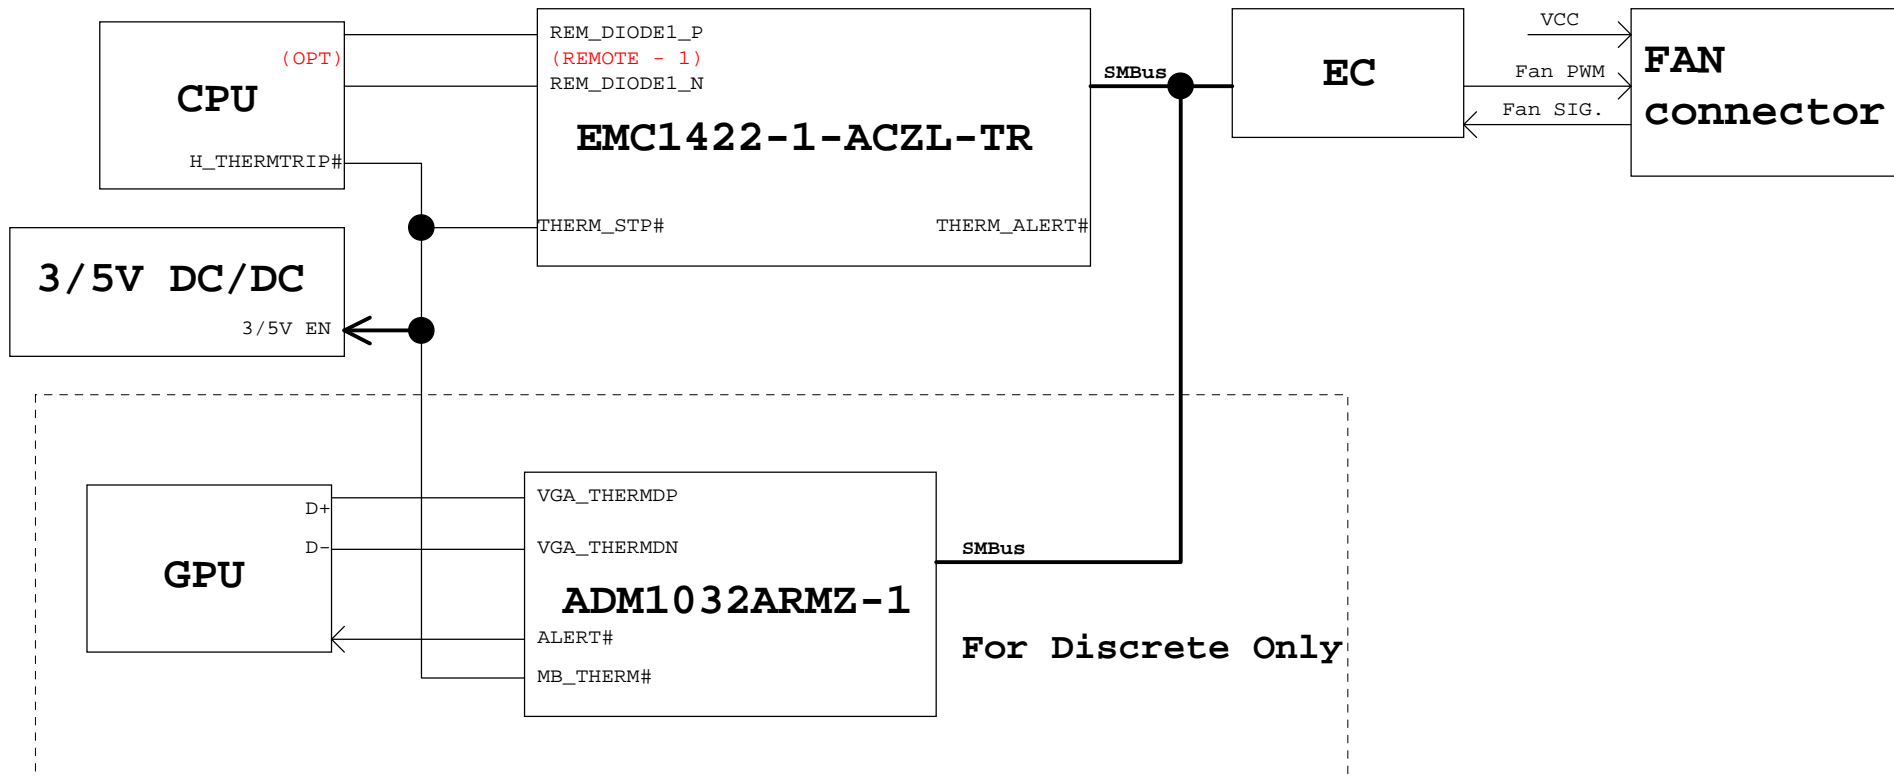 REM_DIODE1_P
(OPT)
(REMOTE - 1)
REM_DIODE1_N
CPU
EMC1422-1-ACZL-TR
H_THERMTRIP#
THERM_STP#
THERM_ALERT#
SMBus
EC
VCC
Fan PWM
Fan SIG.
FAN
connector
3/5V DC/DC
3/5V EN
D+
D-
GPU
VGA_THERMDP
VGA_THERMDN
ADM1032ARMZ-1
ALERT#
MB_THERM#
SMBus
For Discrete Only